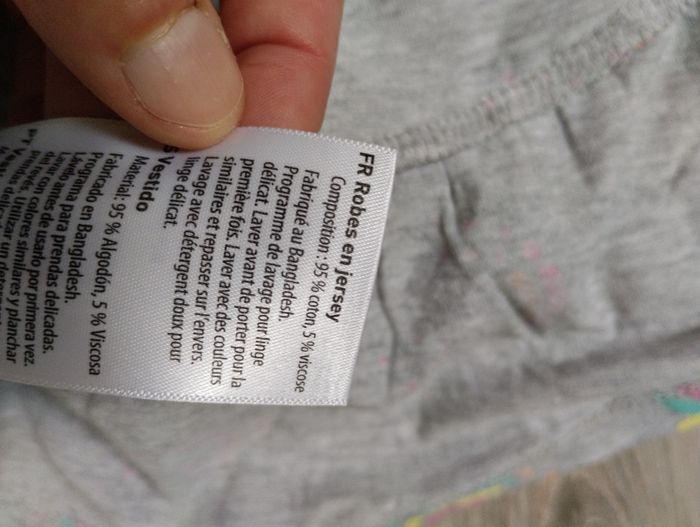 FR Robes en jersey
Composition : 95 % coton, 5 % viscose
Fabriqué au Bangladesh.
Programme de lavage pour linge
délicat. Laver avant de porter pour la
première fois. Laver avec des couleurs
similaires et repasser sur l'envers.
Lavage avec détergent doux pour
linge délicat.
S Vestido
Material: 95 % Algodón, 5 % Viscosa
en Bangladesh.
para prendas delicadas.
antes de usarlo por primera vez.
colores similares y planchar
Utilizar un